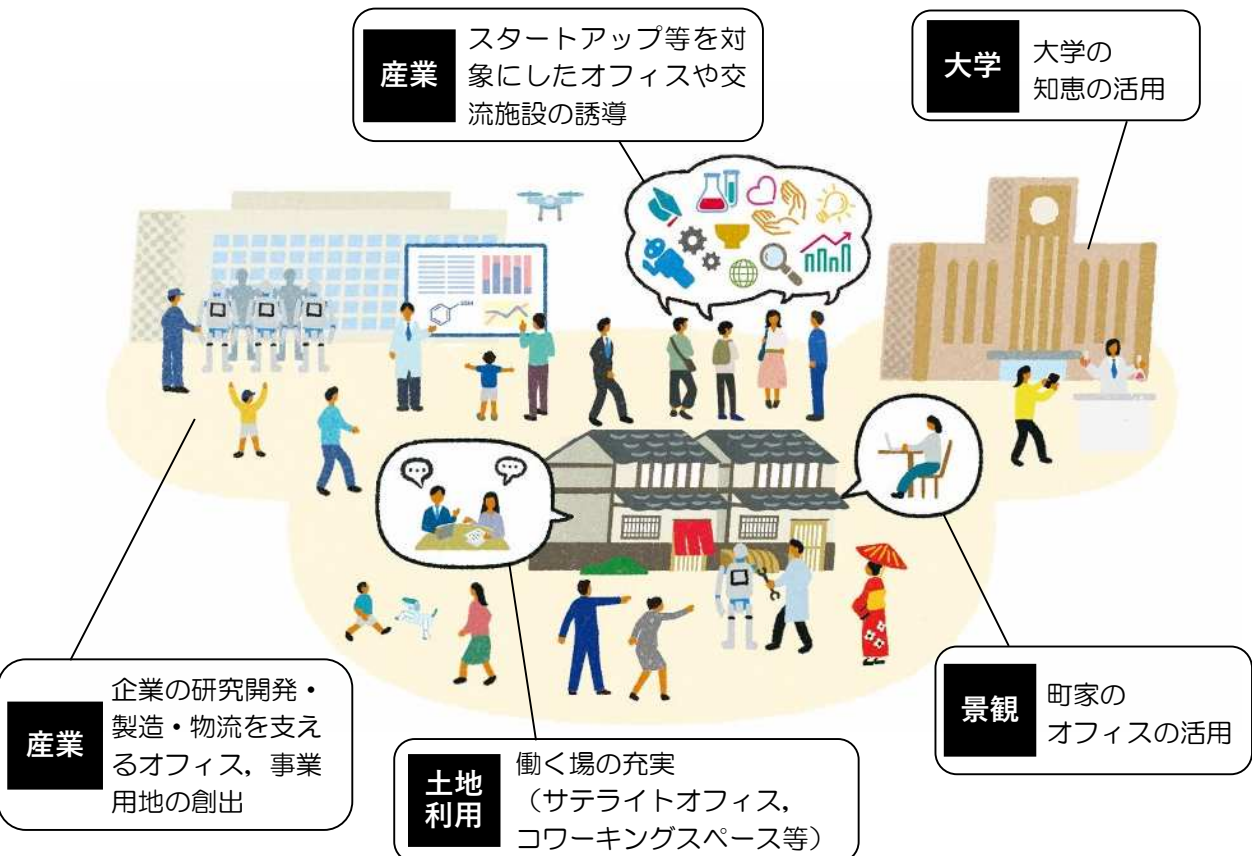 産業
スタートアップ等を対
象にしたオフィスや交
流施設の誘導
大学
大学の
知恵の活用
産業
企業の研究開発・
製造・物流を支え
るオフィス，事業
用地の創出
土地
利用
働く場の充実
（サテライトオフィス，
コワーキングスペース等）
景観
町家の
オフィスの活用